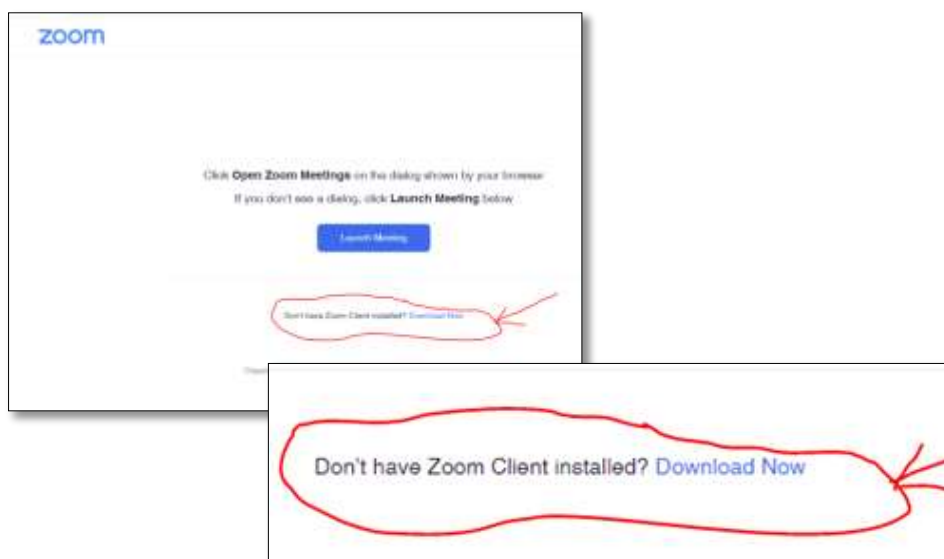 zoom
Click Open Zoom Meetings on the dialog shown by your browser
If you don't see a dialog, click Launch Meeting below
Launch Meeting
Don't have Zoom Client installed? Download Now
Don't have Zoom Client installed? Download Now